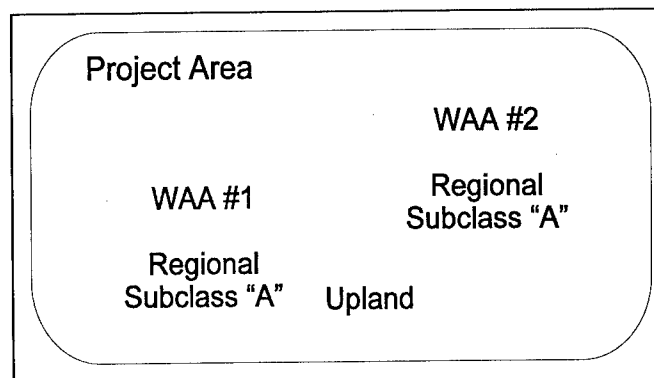 Project Area
WAA #2
Regional
Subclass “A”
WAA #1
Regional
Subclass “A”
Upland